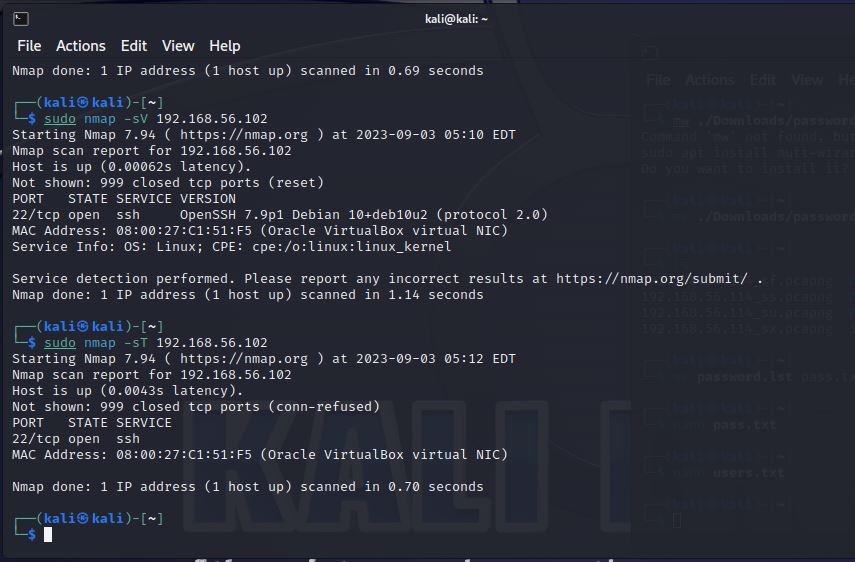 kali@kali: ~
File Actions Edit View Help
Nmap done: 1 IP address (1 host up) scanned in 0.69 seconds
┌──(kali㉿kali)-[~]
└─$ sudo nmap -sV 192.168.56.102
Starting Nmap 7.94 ( https://nmap.org ) at 2023-09-03 05:10 EDT
Nmap scan report for 192.168.56.102
Host is up (0.00062s latency).
Not shown: 999 closed tcp ports (reset)
PORT   STATE SERVICE VERSION
22/tcp open  ssh     OpenSSH 7.9p1 Debian 10+deb10u2 (protocol 2.0)
MAC Address: 08:00:27:C1:51:F5 (Oracle VirtualBox virtual NIC)
Service Info: OS: Linux; CPE: cpe:/o:linux:linux_kernel
Service detection performed. Please report any incorrect results at https://nmap.org/submit/ .
Nmap done: 1 IP address (1 host up) scanned in 1.14 seconds
┌──(kali㉿kali)-[~]
└─$ sudo nmap -sT 192.168.56.102
Starting Nmap 7.94 ( https://nmap.org ) at 2023-09-03 05:12 EDT
Nmap scan report for 192.168.56.102
Host is up (0.0043s latency).
Not shown: 999 closed tcp ports (conn-refused)
PORT   STATE SERVICE
22/tcp open  ssh
MAC Address: 08:00:27:C1:51:F5 (Oracle VirtualBox virtual NIC)
Nmap done: 1 IP address (1 host up) scanned in 0.70 seconds
┌──(kali㉿kali)-[~]
└─$
File Actions Edit View
┌──(kali㉿kali)-[~]
└─$ mw ./Downloads/password
Command 'mw' not found, but
sudo apt install mutt-wizar
Do you want to install it?
┌──(kali㉿kali)-[~]
./Downloads/password
┌──(kali㉿kali)-[~]
.pcapng
192.168.56.114_ss.pcapng
192.168.56.114_su.pcapng
192.168.56.114_sx.pcapng
┌──(kali㉿kali)-[~]
password.lst pass.tx
┌──(kali㉿kali)-[~]
└─$ nano pass.txt
┌──(kali㉿kali)-[~]
└─$ nano users.txt
┌──(kali㉿kali)-[~]
└─$
KALI